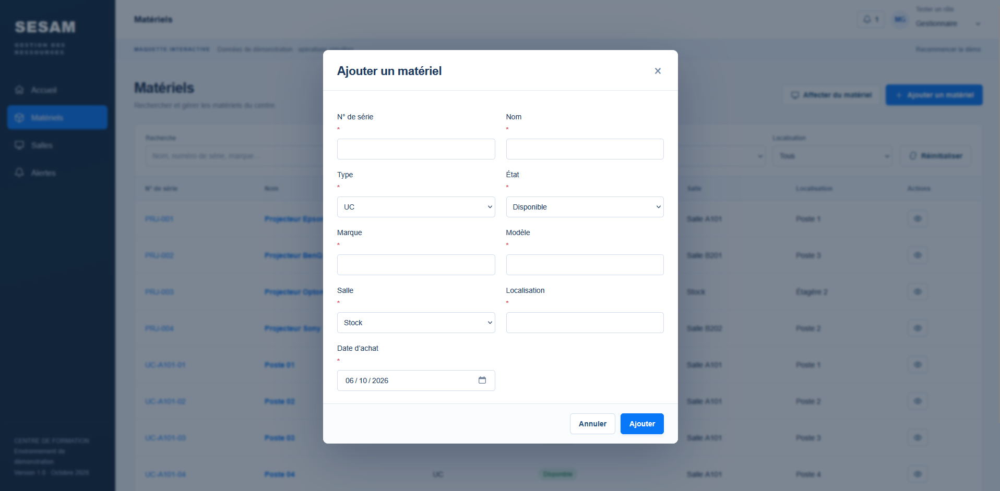 SESAM
GESTION DES
RESSOURCES
Accueil
Matériels
Salles
Alertes
CENTRE DE FORMATION
Environnement de
démonstration
Version 1.0 · Octobre 2026
Matériels
1
MG
Tester un rôle
Gestionnaire
MAQUETTE INTERACTIVE Données de démonstration · opérations simulées
Recommencer la démo
Matériels
Rechercher et gérer les matériels du centre.
Affecter du matériel
+ Ajouter un matériel
Recherche
Nom, numéro de série, marque...
Localisation
Tous
Réinitialiser
N° de série Nom Salle Localisation Actions
PRJ-001 Projecteur Epson Salle A101 Poste 1
PRJ-002 Projecteur BenQ Salle B201 Poste 3
PRJ-003 Projecteur Optom Stock Étagère 2
PRJ-004 Projecteur Sony Salle B202 Poste 2
UC-A101-01 Poste 01 Salle A101 Poste 1
UC-A101-02 Poste 02 Salle A101 Poste 2
UC-A101-03 Poste 03 Salle A101 Poste 3
UC-A101-04 Poste 04 UC Disponible Salle A101 Poste 4
Ajouter un matériel
×
N° de série
*
Nom
*
Type
*
UC
État
*
Disponible
Marque
*
Modèle
*
Salle
*
Stock
Localisation
*
Date d’achat
*
06/10/2026
Annuler
Ajouter